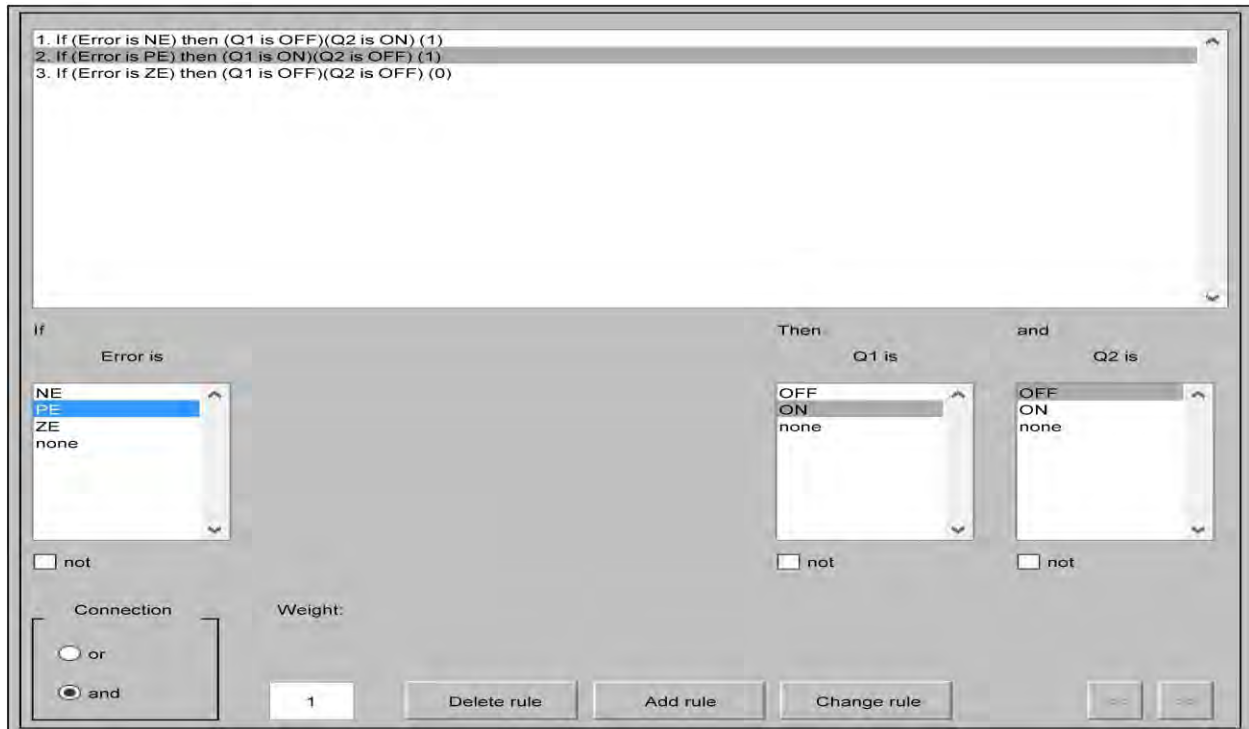 1. If (Error is NE) then (Q1 is OFF)(Q2 is ON) (1)
2. If (Error is PE) then (Q1 is ON)(Q2 is OFF) (1)
3. If (Error is ZE) then (Q1 is OFF)(Q2 is OFF) (0)
If
Then
and
Error is
Q1 is
Q2 is
NE
PE
ZE
none
OFF
ON
none
OFF
ON
none
not
not
not
Connection
or
and
Weight:
1
Delete rule
Add rule
Change rule